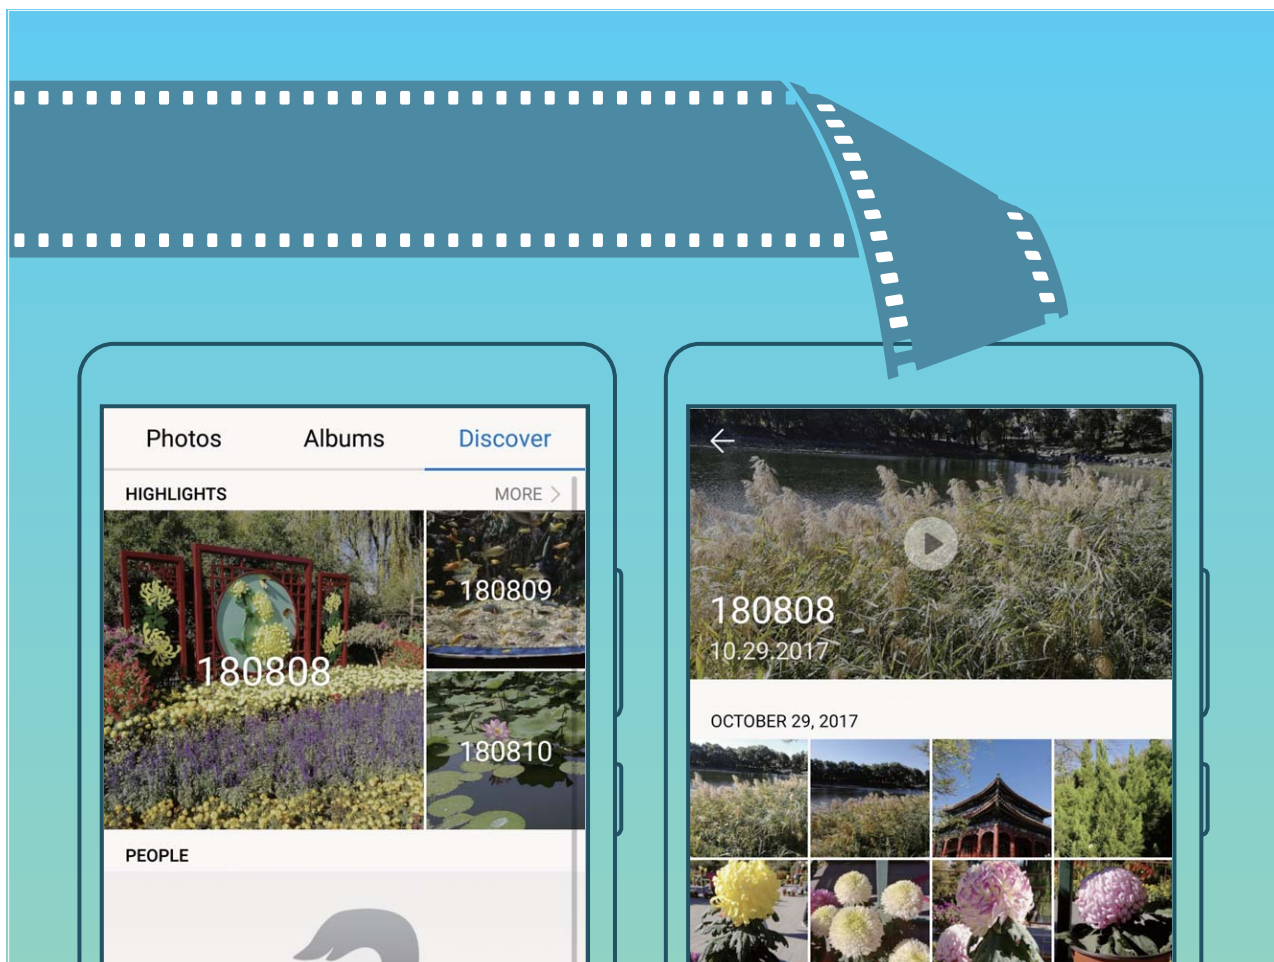 Photos Albums Discover
HIGHLIGHTS MORE
180808
180809
180810
PEOPLE
180808
10.29.2017
OCTOBER 29, 2017